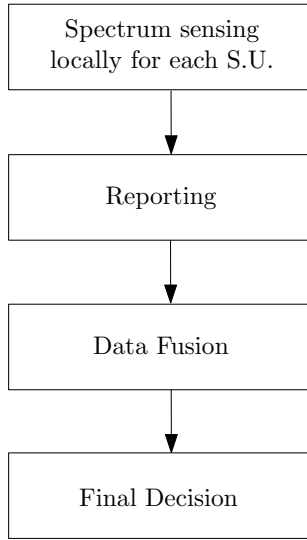 Spectrum sensing
locally for each S.U.
Reporting
Data Fusion
Final Decision